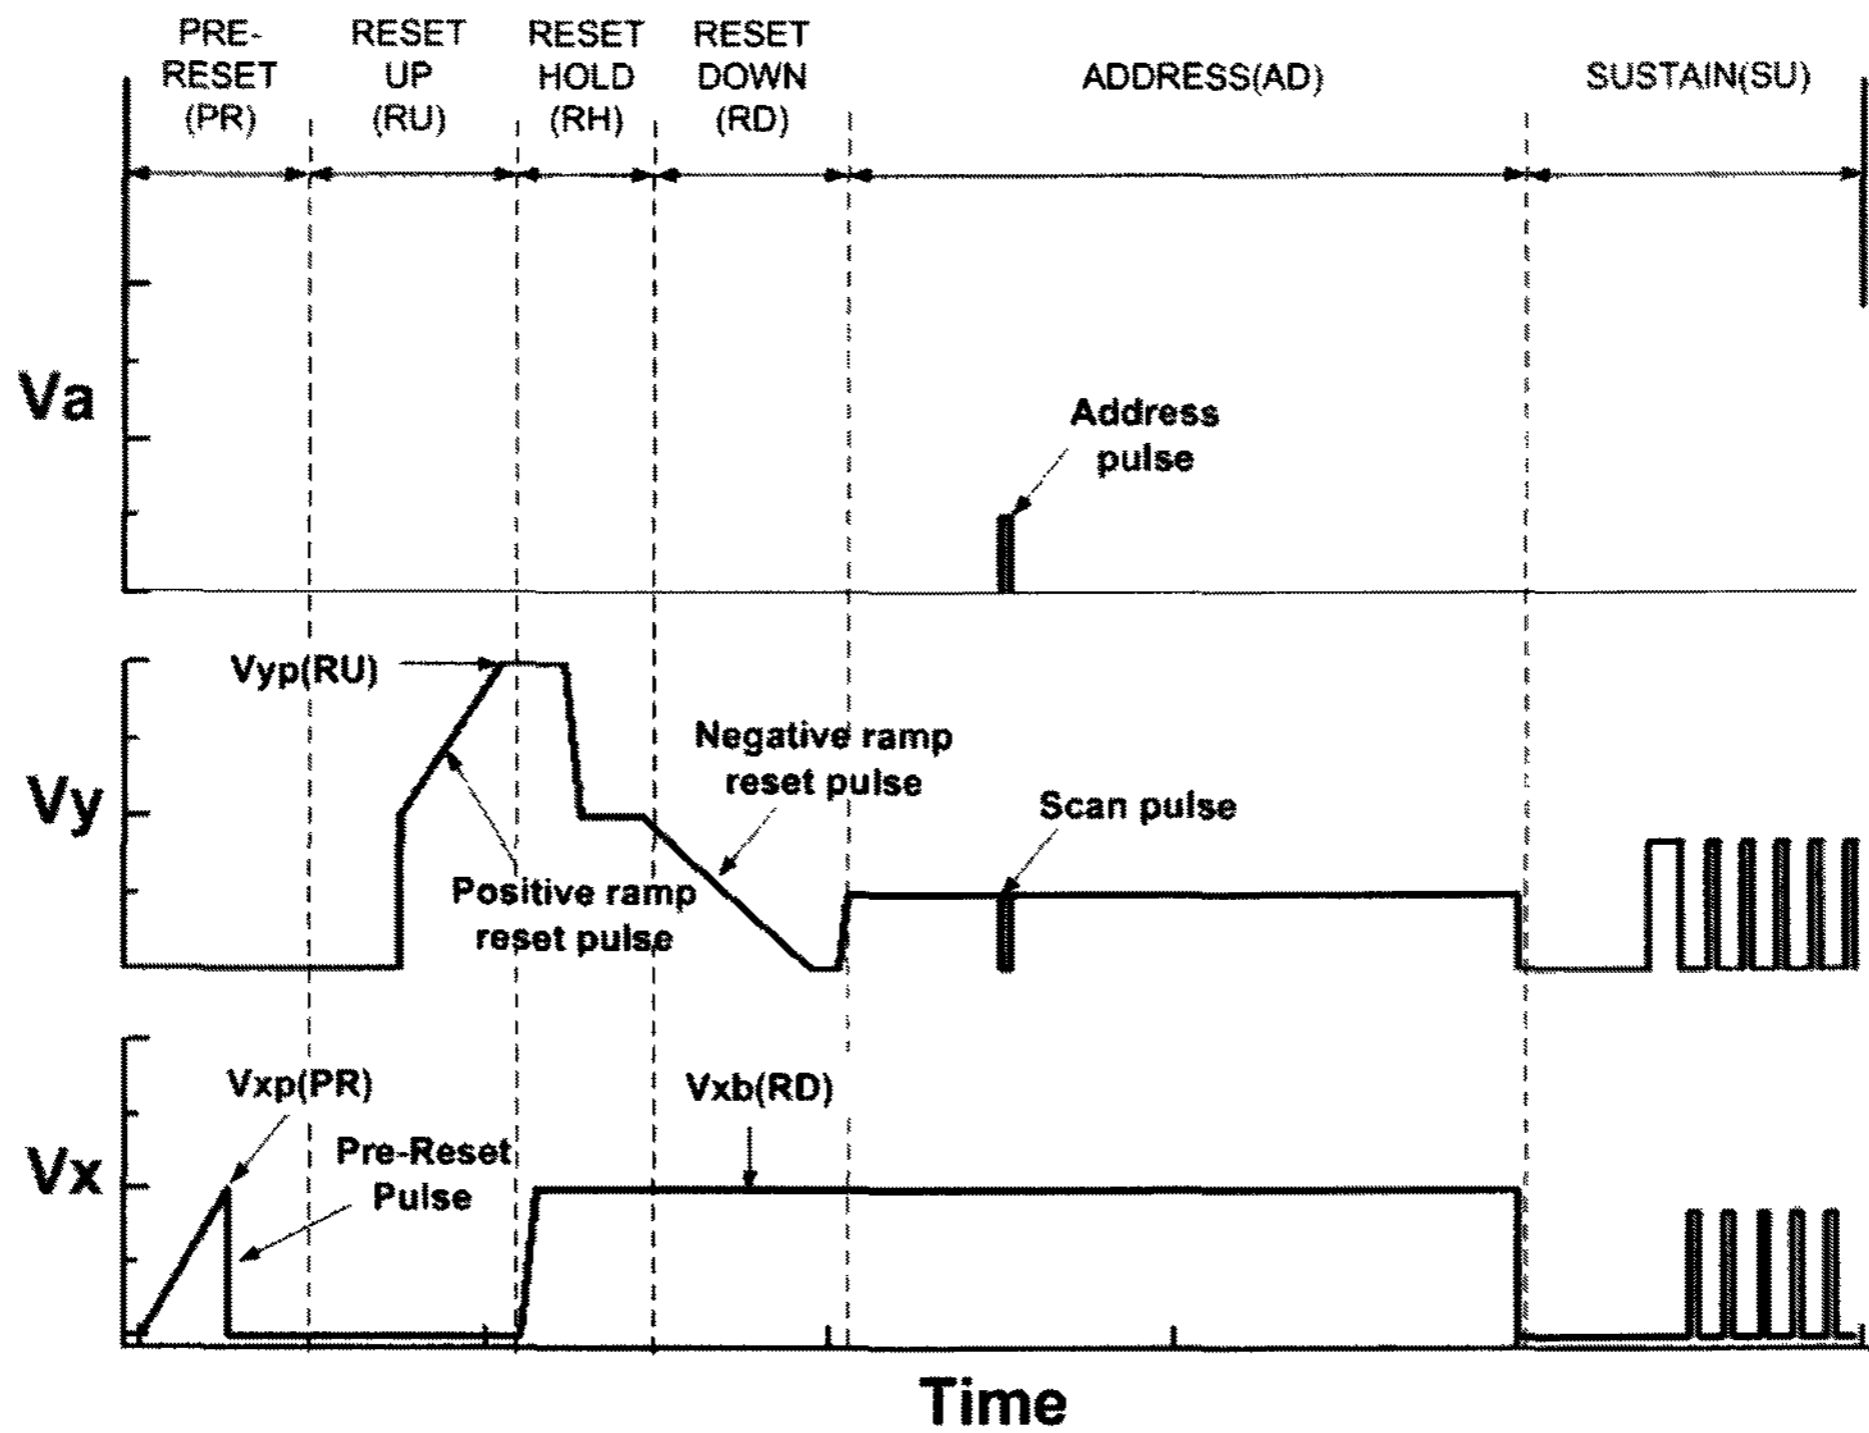 PRE-
RESET
(PR)
RESET
UP
(RU)
RESET
HOLD
(RH)
RESET
DOWN
(RD)
ADDRESS(AD)
SUSTAIN(SU)
Va
Address
pulse
Vyp(RU)
Negative ramp
reset pulse
Vy
Scan pulse
Positive ramp
reset pulse
Vxp(PR)
Vxb(RD)
Pre-Reset
Pulse
Vx
Time